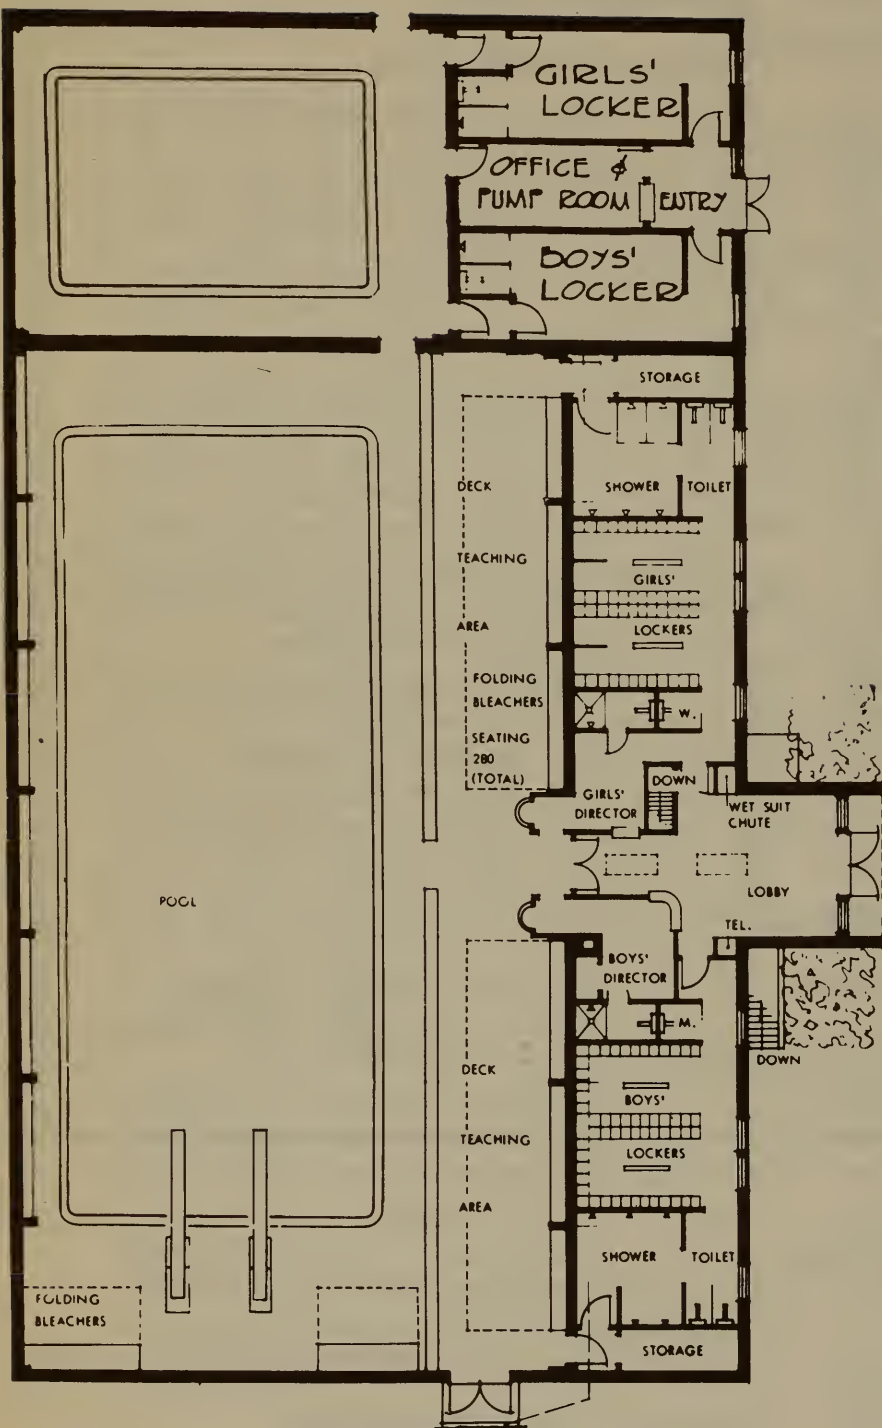 GIRLS'
LOCKER
OFFICE &
PUMP ROOM
ENTRY
BOYS'
LOCKER
STORAGE
DECK
SHOWER
TOILET
TEACHING
GIRLS'
AREA
LOCKERS
FOLDING
BLEACHERS
W.
SEATING
280
(TOTAL)
DOWN
GIRLS'
DIRECTOR
WET SUIT
CHUTE
POOL
LOBBY
TEL.
BOYS'
DIRECTOR
M.
DOWN
DECK
BOYS'
TEACHING
LOCKERS
AREA
SHOWER
TOILET
FOLDING
BLEACHERS
STORAGE